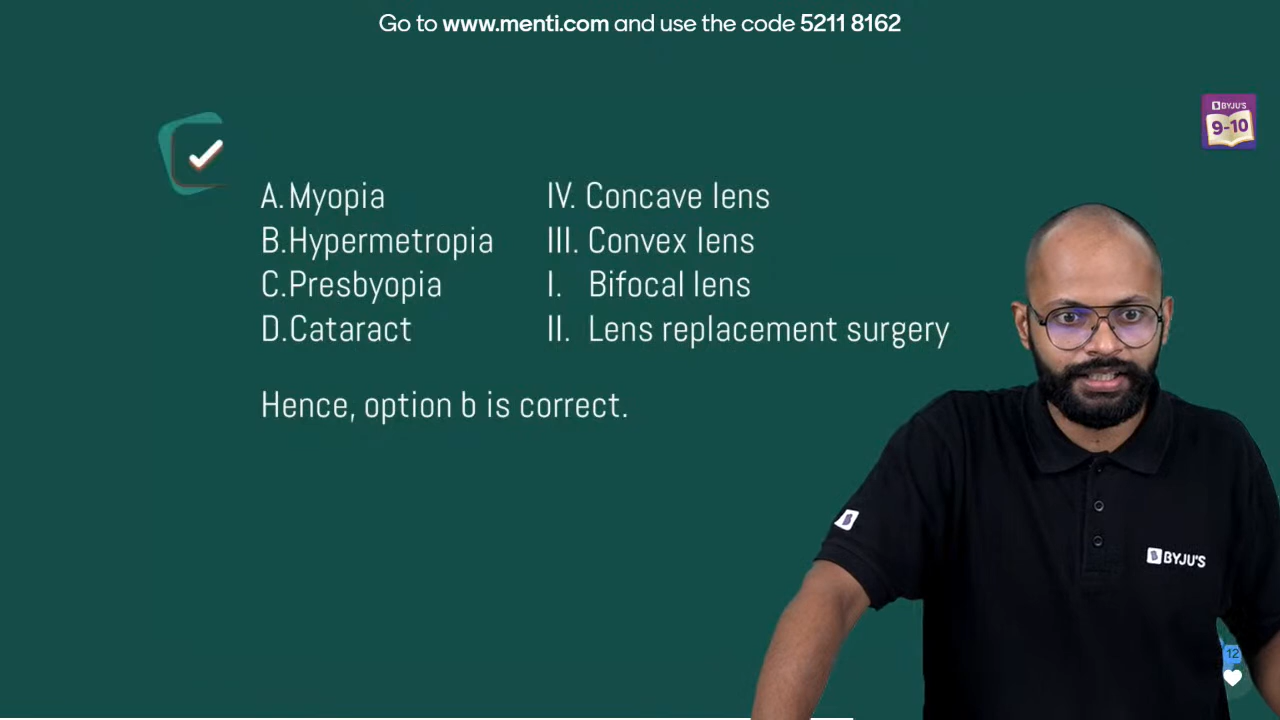 Go to www.menti.com and use the code 5211 8162
BYJU'S
9-10
A. Myopia IV. Concave lens
B. Hypermetropia III. Convex lens
C. Presbyopia I. Bifocal lens
D. Cataract II. Lens replacement surgery
Hence, option b is correct.
BYJU'S
12